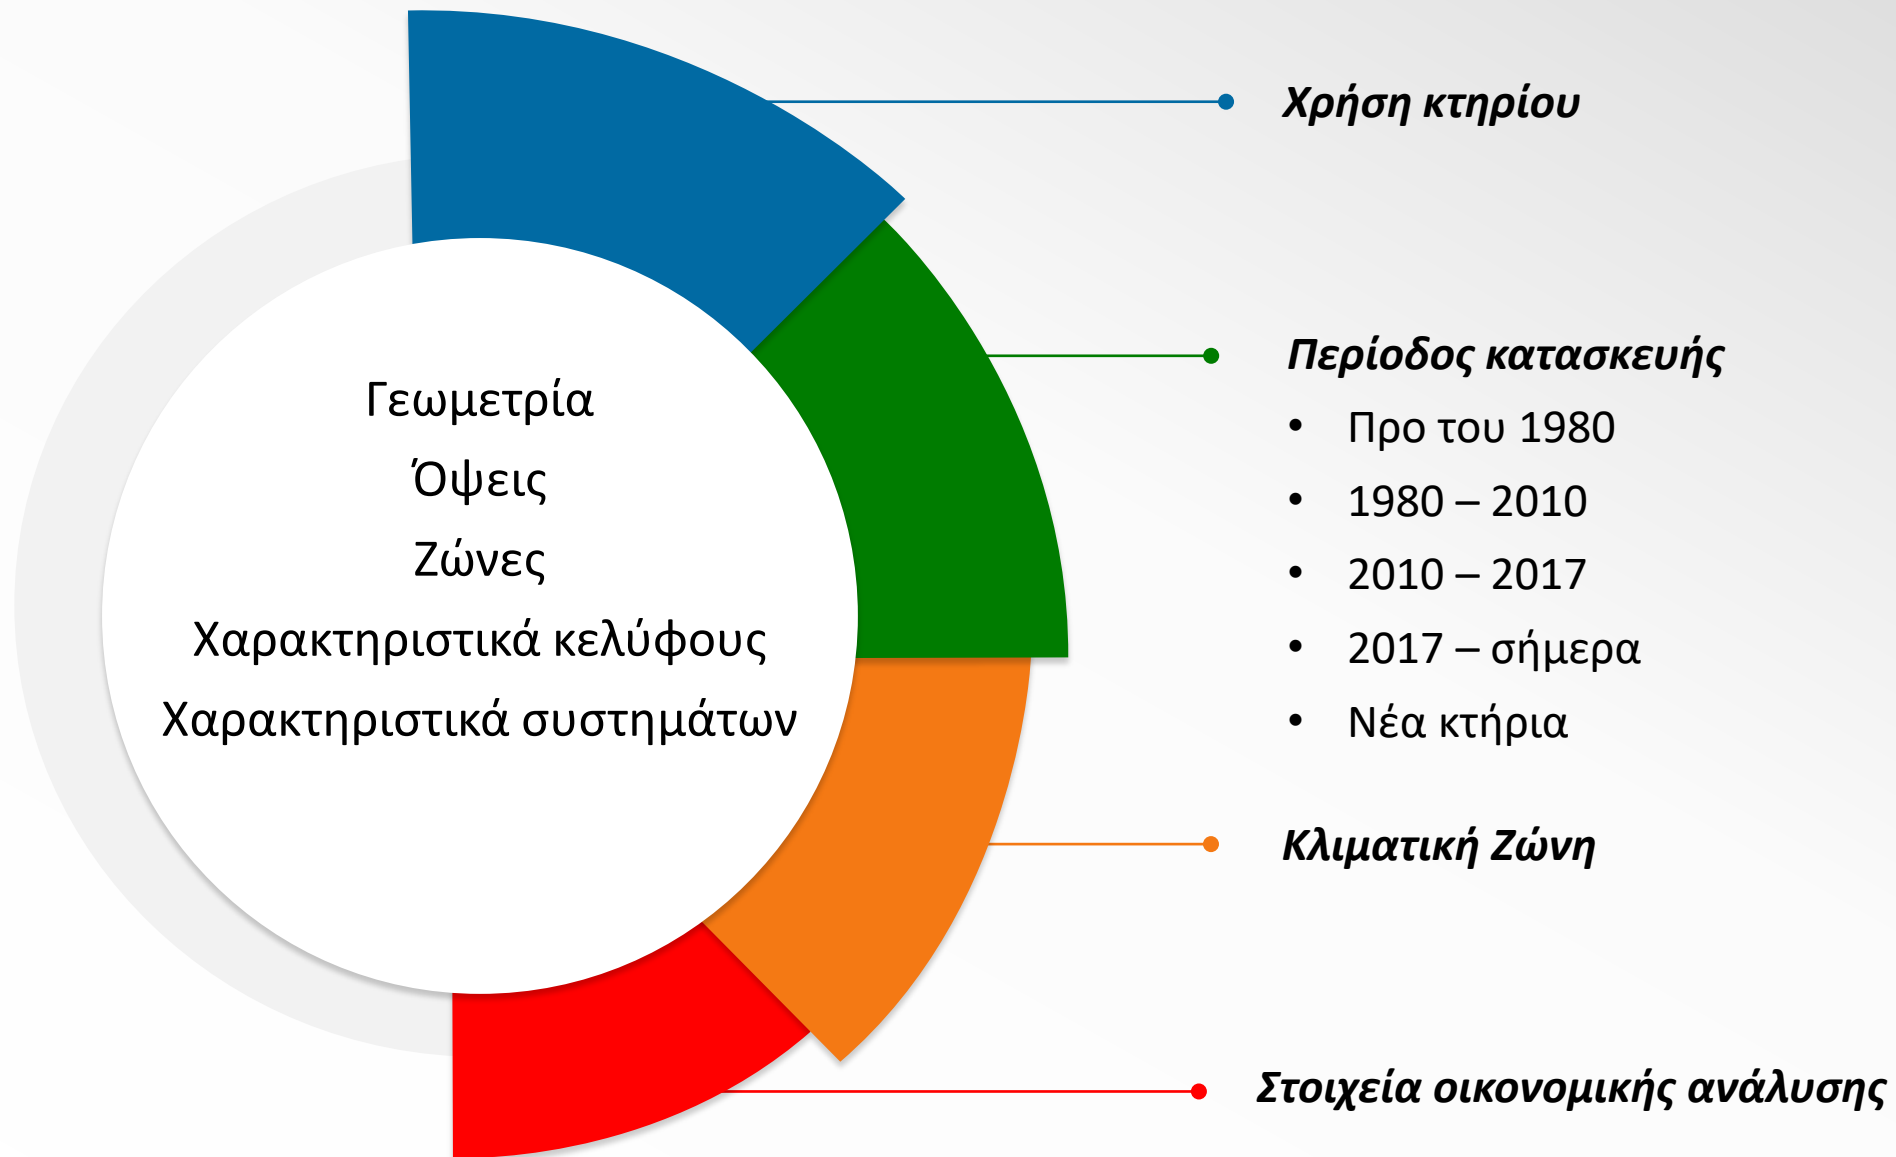 Γεωμετρία
Όψεις
Ζώνες
Χαρακτηριστικά κελύφους
Χαρακτηριστικά συστημάτων
Χρήση κτηρίου
Περίοδος κατασκευής
• Προ του 1980
• 1980 – 2010
• 2010 – 2017
• 2017 – σήμερα
• Νέα κτήρια
Κλιματική Ζώνη
Στοιχεία οικονομικής ανάλυσης